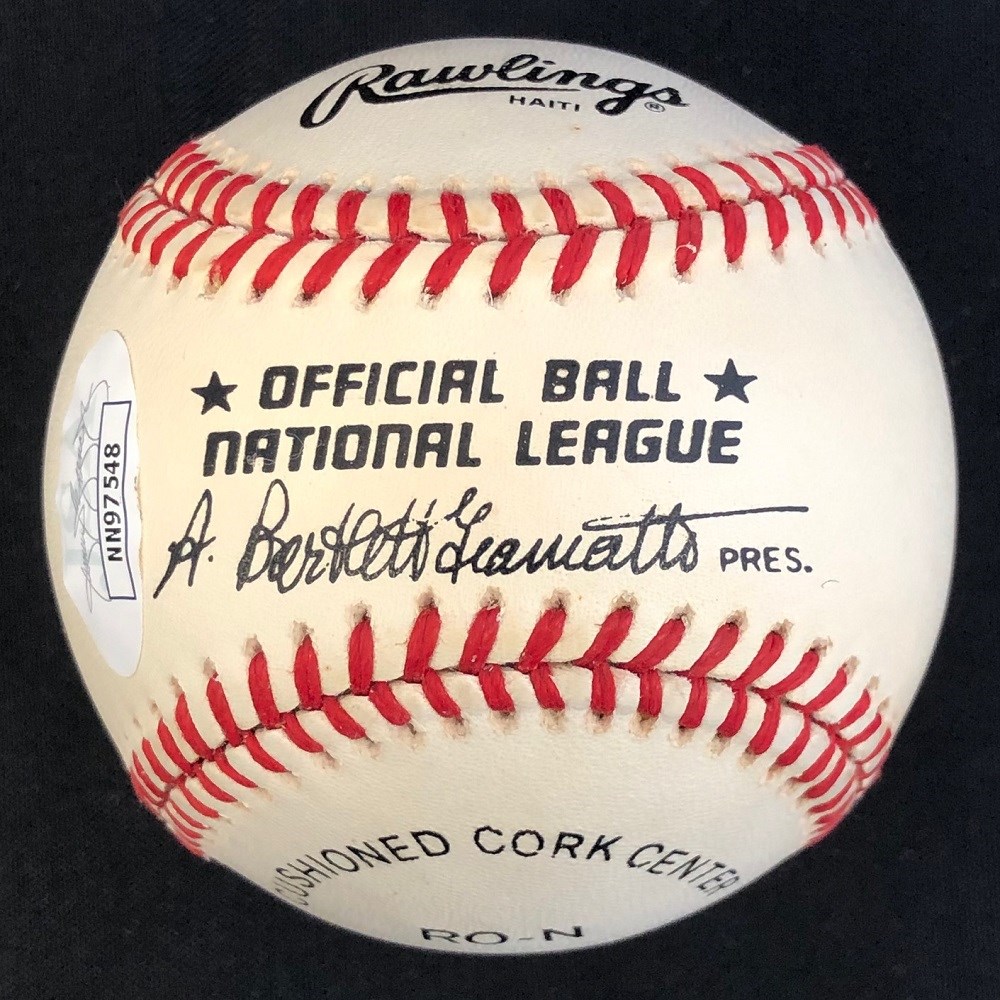 Rawlings
HAITI ®
★ OFFICIAL BALL ★
NATIONAL LEAGUE
A. Bartlett Giamatti PRES.
NN97548
CUSHIONED CORK CENTER
RO-N